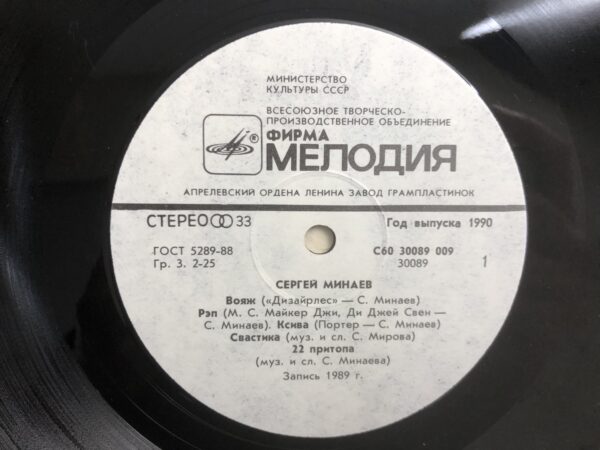 МИНИСТЕРСТВО
КУЛЬТУРЫ СССР
ВСЕСОЮЗНОЕ ТВОРЧЕСКО-
ПРОИЗВОДСТВЕННОЕ ОБЪЕДИНЕНИЕ
® ФИРМА
МЕЛОДИЯ
АПРЕЛЕВСКИЙ ОРДЕНА ЛЕНИНА ЗАВОД ГРАМПЛАСТИНОК
СТЕРЕО 33 Год выпуска 1990
ГОСТ 5289-88 С60 30089 009
Гр. 3. 2-25 30089 1
СЕРГЕЙ МИНАЕВ
Вояж («Дизайрлес» — С. Минаев)
Рэп (М. С. Майкер Джи, Ди Джей Свен —
С. Минаев). Ксива (Портер — С. Минаев)
Свастика (муз. и сл. С. Мирова)
22 притопа
(муз. и сл. С. Минаева)
Запись 1989 г.